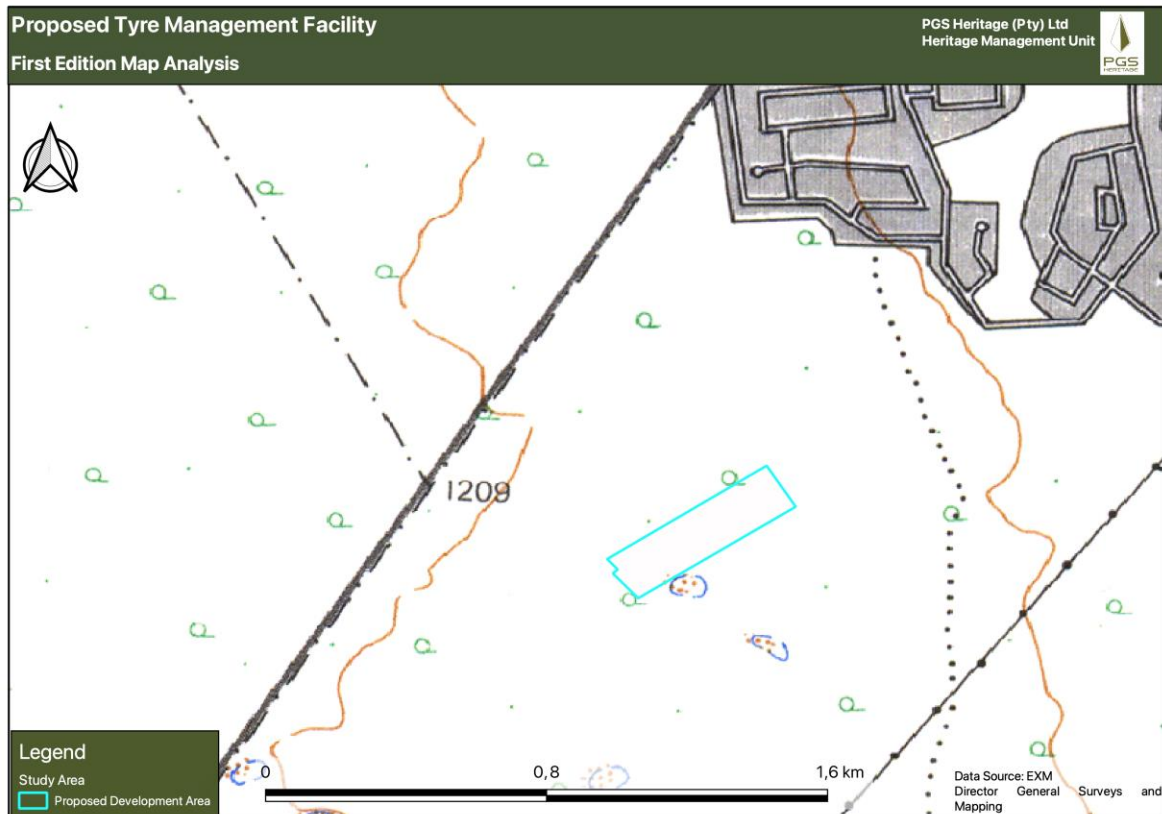 Proposed Tyre Management Facility
First Edition Map Analysis
PGS Heritage (Pty) Ltd
Heritage Management Unit
PGS
HERITAGE
1209
Legend
Study Area
Proposed Development Area
0
0,8
1,6 km
Data Source: EXM
Director General Surveys and
Mapping